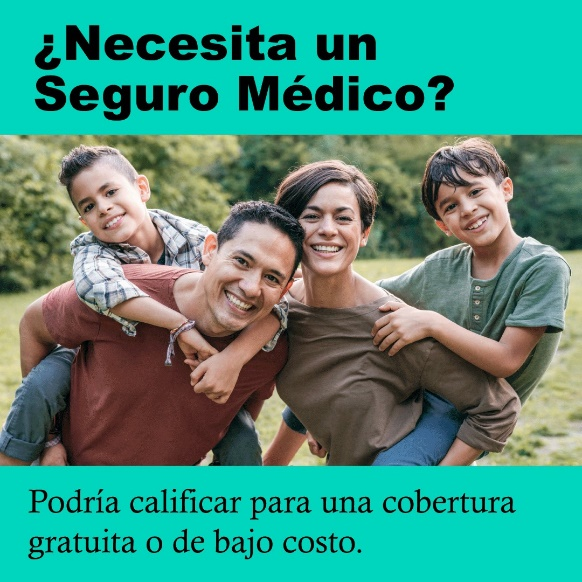 ¿Necesita un
Seguro Médico?
Podría calificar para una cobertura
gratuita o de bajo costo.